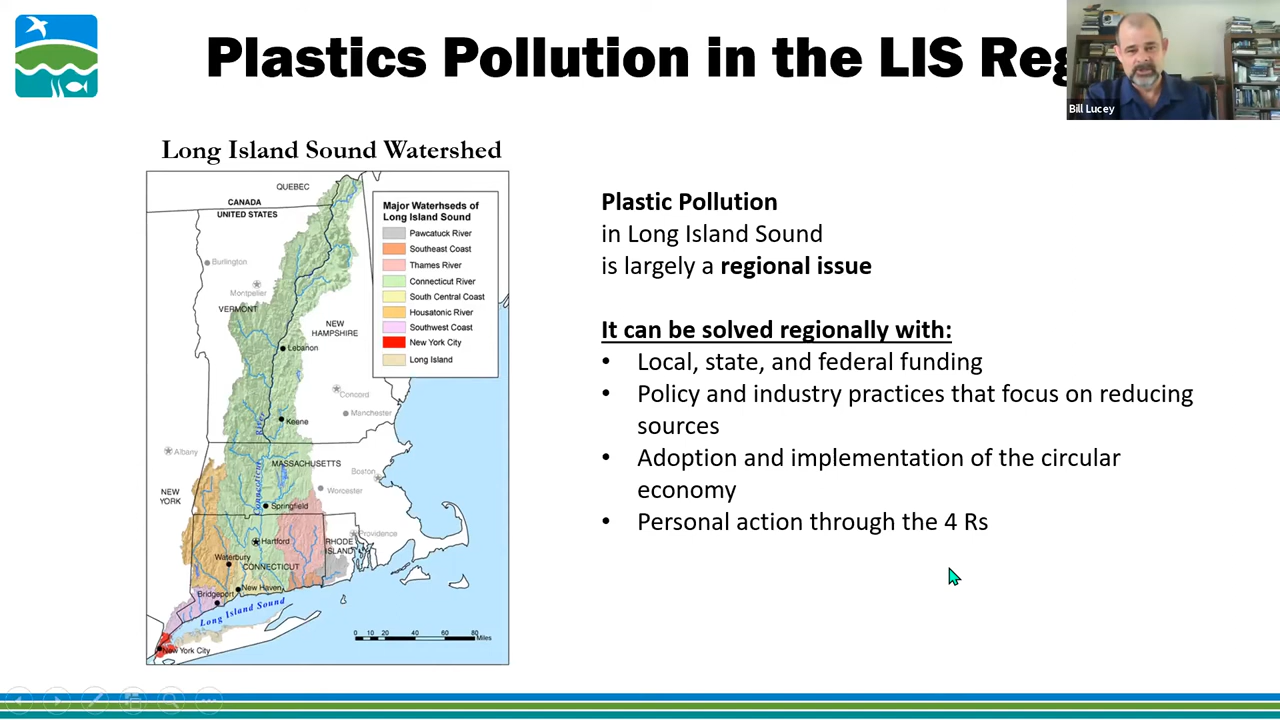 Plastics Pollution in the LIS Reg
Bill Lucey
Long Island Sound Watershed
QUEBEC
CANADA
UNITED STATES
Major Waterhseds of
Long Island Sound
Pawcatuck River
Southeast Coast
Thames River
Connecticut River
South Central Coast
Housatonic River
Southwest Coast
New York City
Long Island
Burlington
Montpelier
VERMONT
NEW
HAMPSHIRE
Lebanon
Concord
Manchester
Keene
Connecticut River
Albany
MASSACHUSETTS
Boston
Worcester
NEW
YORK
Springfield
Hartford
Providence
RHODE
ISLAND
Waterbury
CONNECTICUT
New Haven
Bridgeport
Long Island Sound
0 10 20 40 60 80 Miles
New York City
Plastic Pollution
in Long Island Sound
is largely a regional issue
It can be solved regionally with:
• Local, state, and federal funding
• Policy and industry practices that focus on reducing
sources
• Adoption and implementation of the circular
economy
• Personal action through the 4 Rs